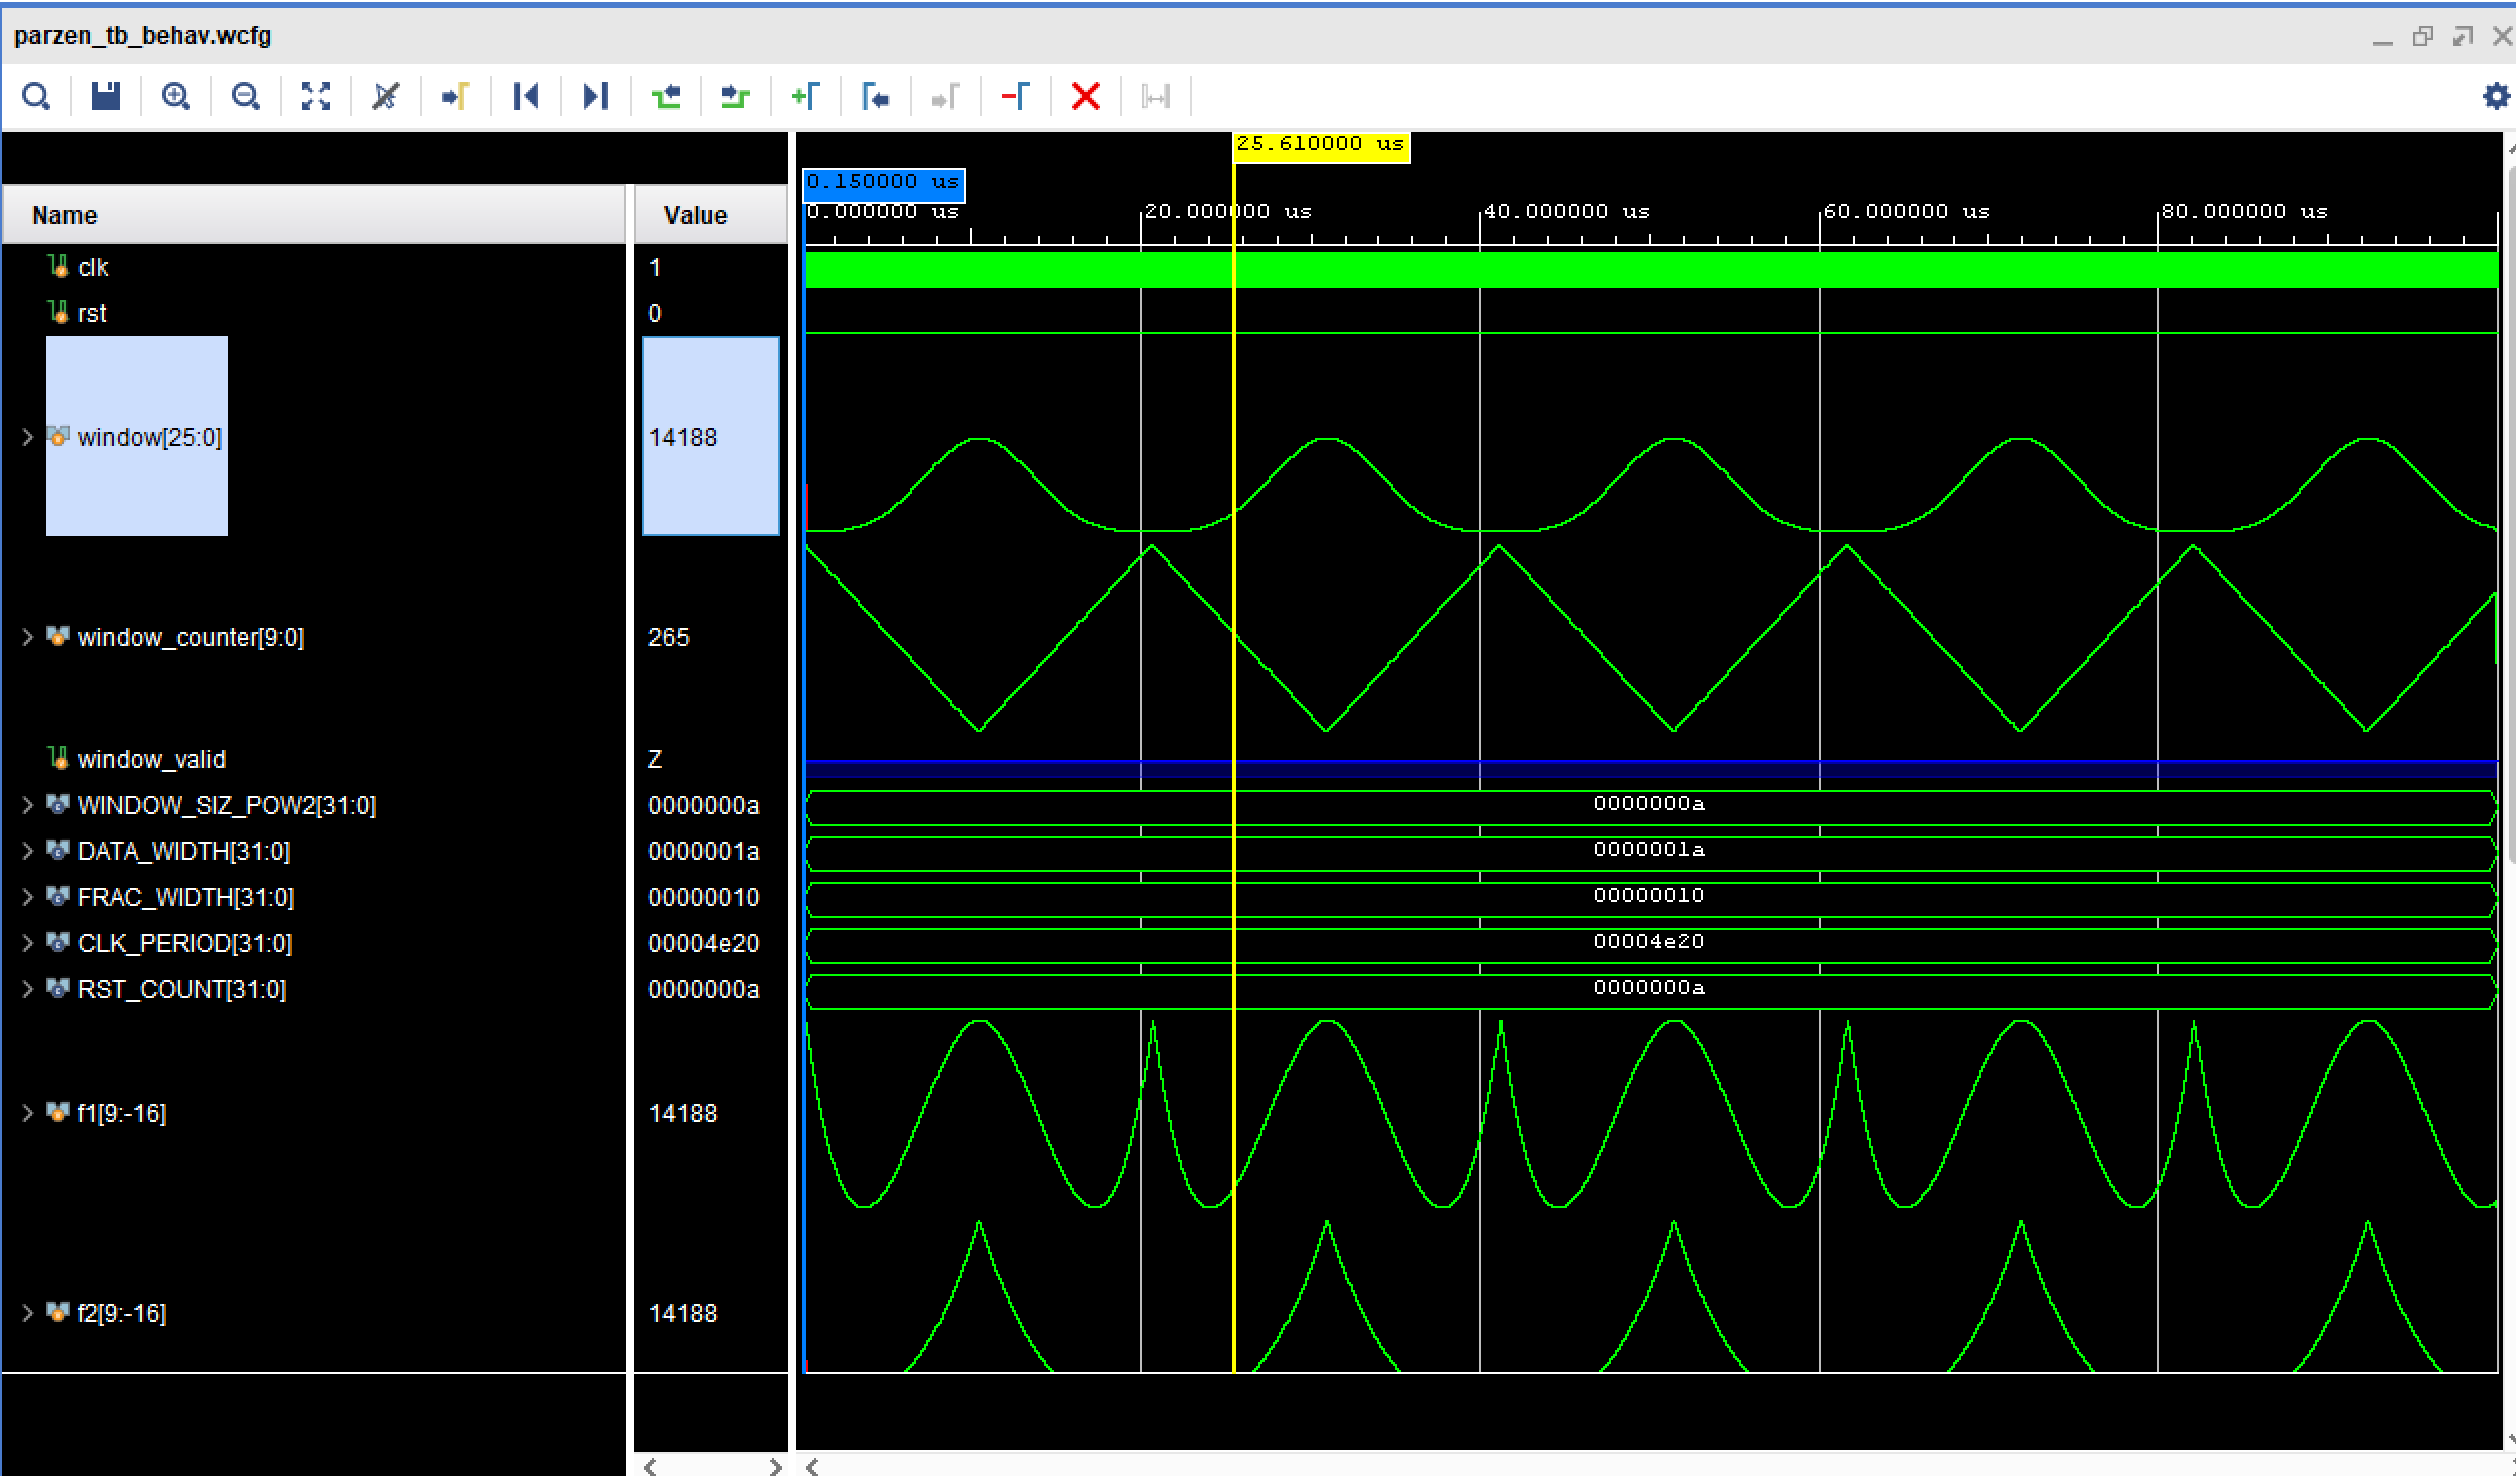 parzen_tb_behav.wcfg
25.610000 us
0.150000 us
Name Value
0.000000 us 20.000000 us 40.000000 us 60.000000 us 80.000000 us
clk 1
rst 0
window[25:0] 14188
window_counter[9:0] 265
window_valid Z
WINDOW_SIZ_POW2[31:0] 0000000a 0000000a
DATA_WIDTH[31:0] 0000001a 0000001a
FRAC_WIDTH[31:0] 00000010 00000010
CLK_PERIOD[31:0] 00004e20 00004e20
RST_COUNT[31:0] 0000000a 0000000a
f1[9:-16] 14188
f2[9:-16] 14188